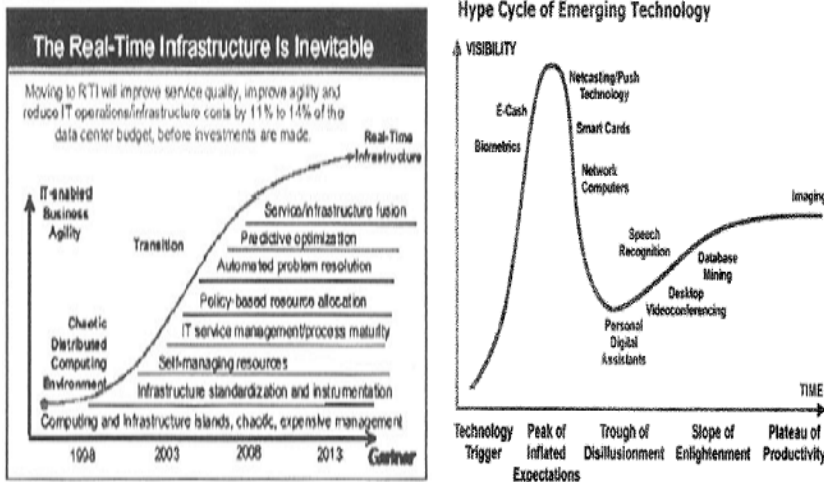 The Real-Time Infrastructure Is Inevitable
Moving to RTI will improve service quality, improve agility and
reduce IT operations/infrastructure costs by 11% to 14% of the
data center budget, before investments are made.
Real-Time
Infrastructure
IT-enabled
Business
Agility
Transition
Service/infrastructure fusion
Predictive optimization
Automated problem resolution
Policy-based resource allocation
IT service management/process maturity
Self-managing resources
Infrastructure standardization and instrumentation
Chaotic
Distributed
Computing
Environment
Computing and infrastructure islands, chaotic, expensive management
1998
2003
2008
2013
Gartner
Hype Cycle of Emerging Technology
VISIBILITY
Netcasting/Push
Technology
E-Cash
Smart Cards
Biometrics
Network
Computers
Imaging
Speech
Recognition
Database
Mining
Desktop
Videoconferencing
Personal
Digital
Assistants
TIME
Technology
Trigger
Peak of
Inflated
Expectations
Trough of
Disillusionment
Slope of
Enlightenment
Plateau of
Productivity